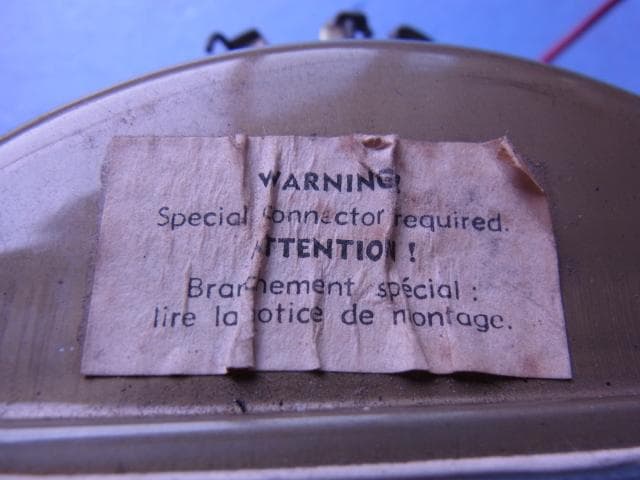 WARNING!
Special Connector required.
ATTENTION !
Branchement spécial :
lire la notice de montage.